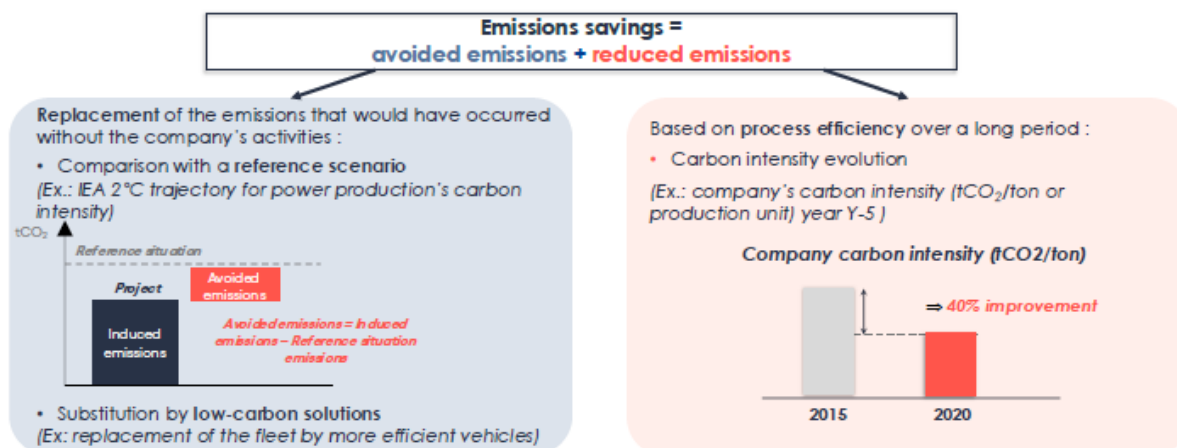 Emissions savings =
avoided emissions + reduced emissions
Replacement of the emissions that would have occurred
without the company's activities :
• Comparison with a reference scenario
(Ex.: IEA 2°C trajectory for power production's carbon
intensity)
tCO₂
Reference situation
Project
Avoided
emissions
Induced
emissions
Avoided emissions = Induced
emissions – Reference situation
emissions
• Substitution by low-carbon solutions
(Ex: replacement of the fleet by more efficient vehicles)
Based on process efficiency over a long period :
• Carbon intensity evolution
(Ex.: company's carbon intensity (tCO₂/ton or
production unit) year Y-5 )
Company carbon intensity (tCO2/ton)
⇒ 40% improvement
2015
2020